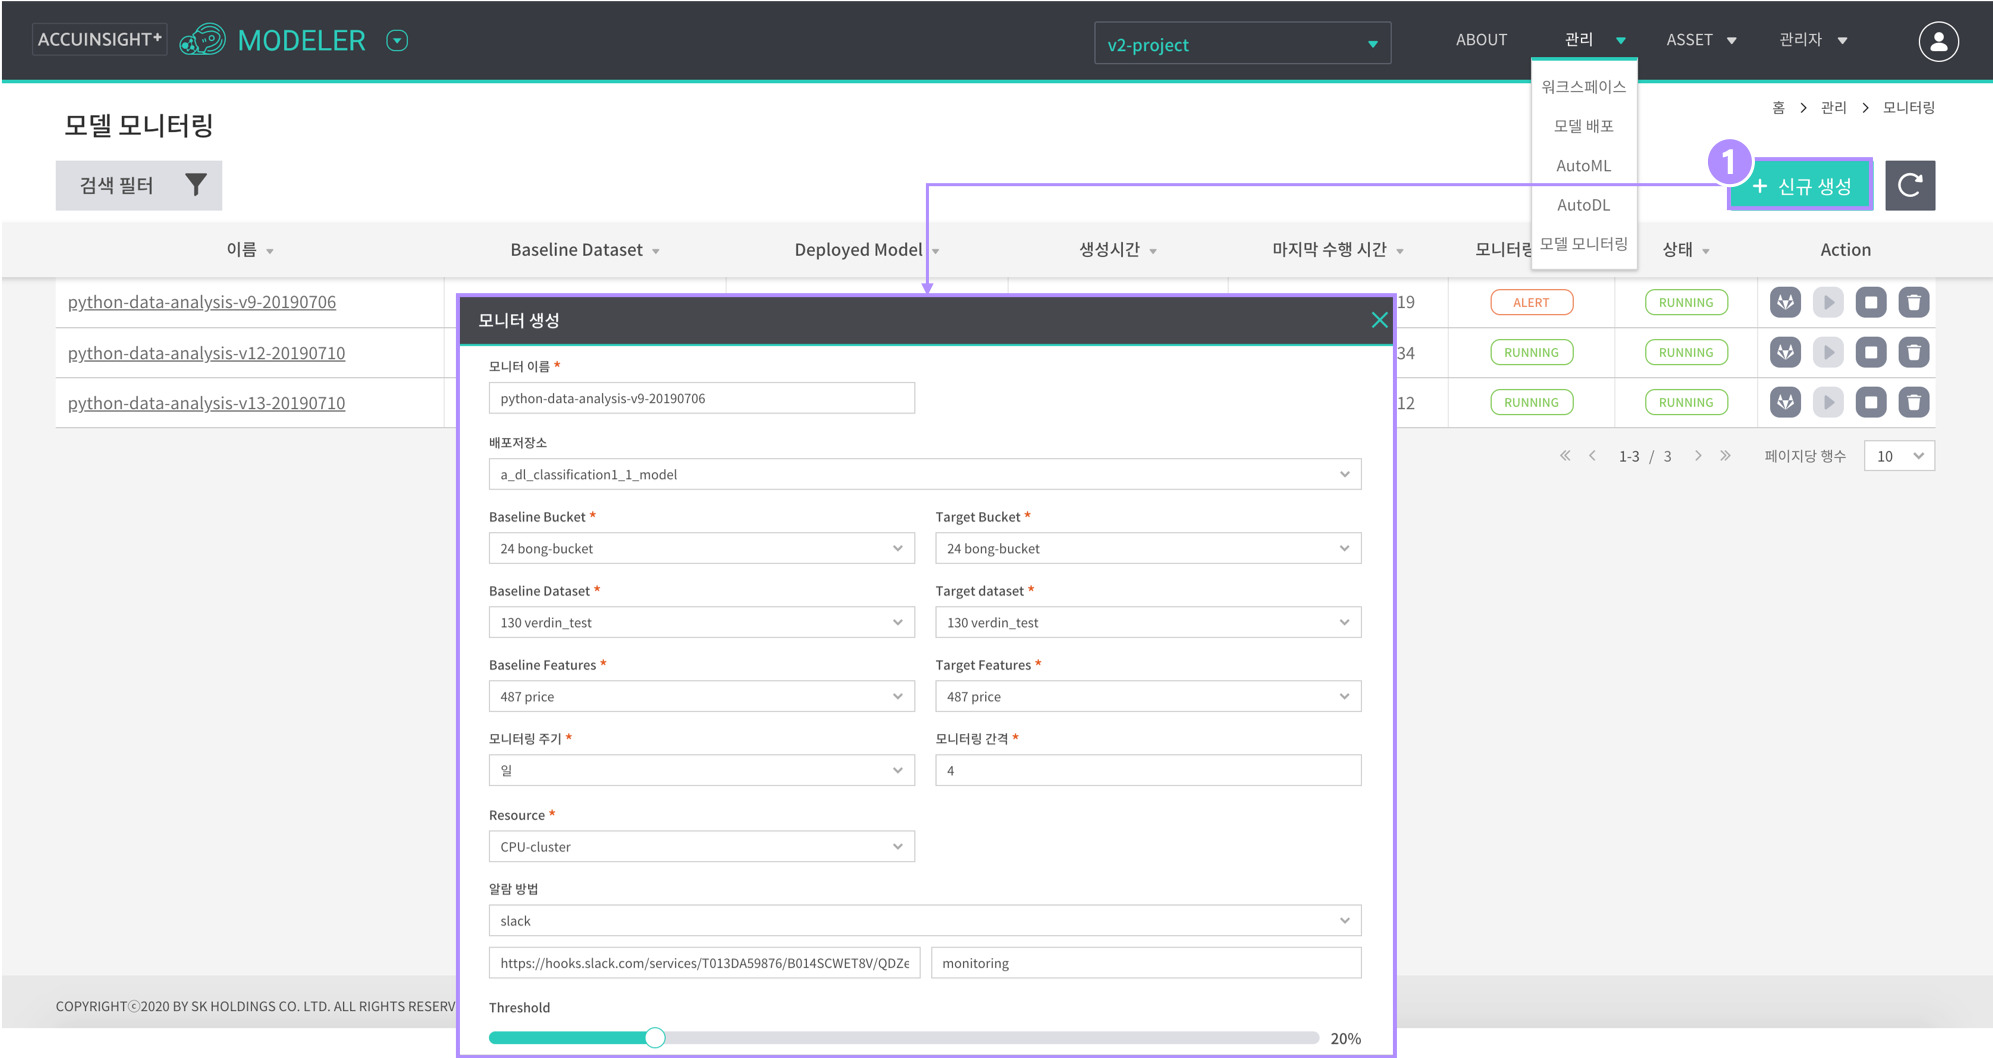 ACCUINSIGHT+ MODELER
v2-project
ABOUT
관리
ASSET
관리자
워크스페이스
모델 배포
AutoML
AutoDL
모델 모니터링
홈 > 관리 > 모니터링
모델 모니터링
검색 필터
1
+ 신규 생성
이름
Baseline Dataset
Deployed Model
생성시간
마지막 수행 시간
모니터링
상태
Action
python-data-analysis-v9-20190706
19
ALERT
RUNNING
python-data-analysis-v12-20190710
34
RUNNING
RUNNING
python-data-analysis-v13-20190710
12
RUNNING
RUNNING
1-3 / 3
페이지당 행수
10
모니터 생성
모니터 이름 *
python-data-analysis-v9-20190706
배포저장소
a_dl_classification1_1_model
Baseline Bucket *
Target Bucket *
24 bong-bucket
24 bong-bucket
Baseline Dataset *
Target dataset *
130 verdin_test
130 verdin_test
Baseline Features *
Target Features *
487 price
487 price
모니터링 주기 *
모니터링 간격 *
일
4
Resource *
CPU-cluster
알람 방법
slack
https://hooks.slack.com/services/T013DA59876/B014SCWET8V/QDZe
monitoring
Threshold
20%
COPYRIGHTⓒ2020 BY SK HOLDINGS CO. LTD. ALL RIGHTS RESERV